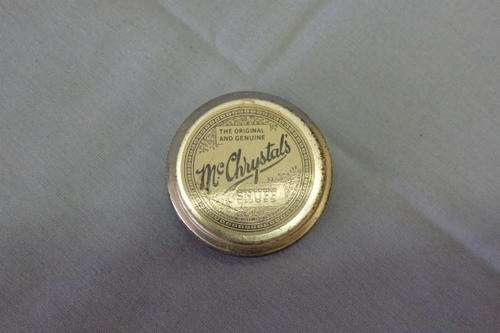 THE ORIGINAL
AND GENUINE
McChrystal's
SNUFF